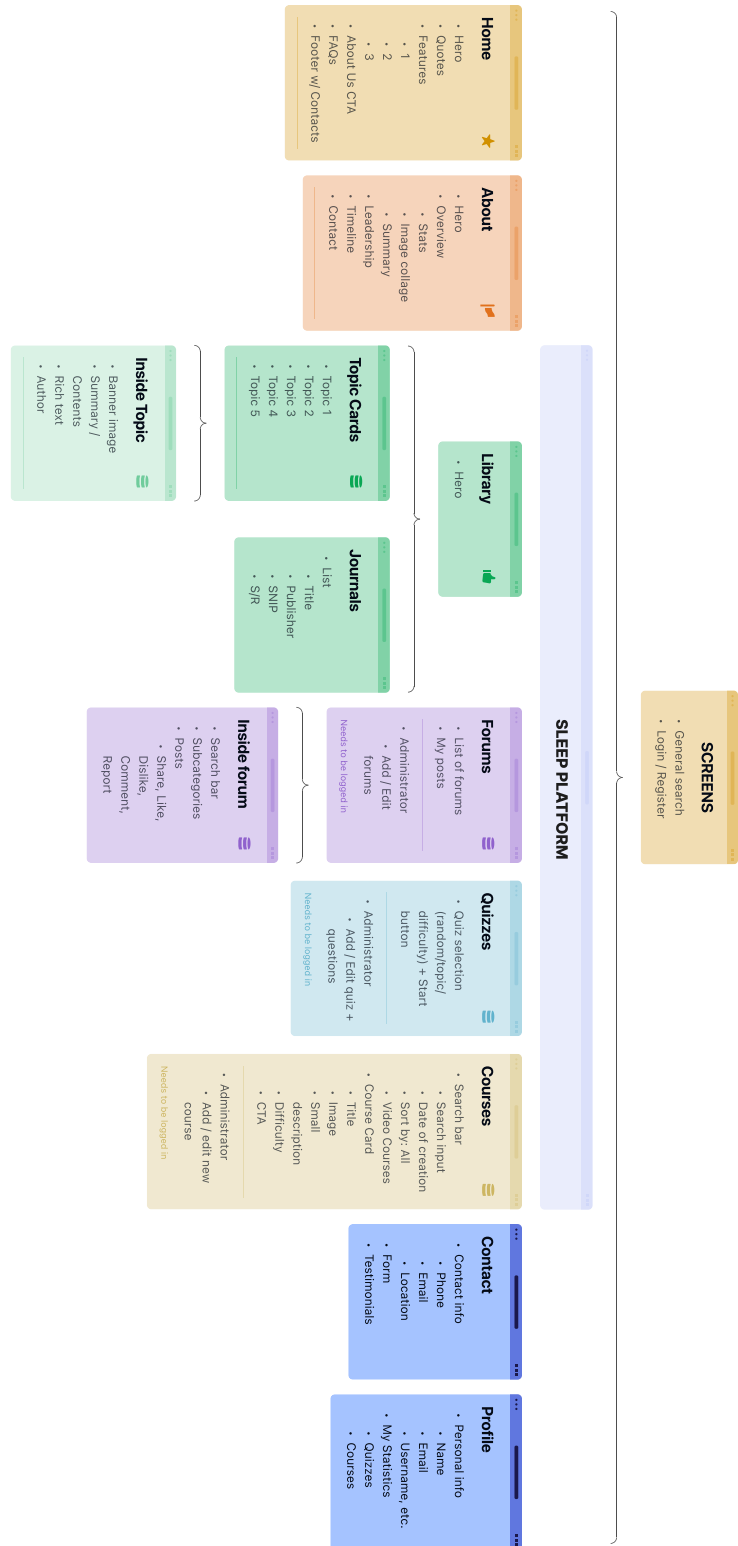 SCREENS
• General search
• Login / Register
SLEEP PLATFORM
Home
• Hero
• Quotes
• Features
• 1
• 2
• 3
• About Us CTA
• FAQs
• Footer w/ Contacts
About
• Hero
• Overview
• Stats
• Image collage
• Summary
• Leadership
• Timeline
• Contact
Library
• Hero
Topic Cards
• Topic 1
• Topic 2
• Topic 3
• Topic 4
• Topic 5
Inside Topic
• Banner image
• Summary /
Contents
• Rich text
• Author
Journals
• List
• Title
• Publisher
• SNIP
• S/R
Forums
• List of forums
• My posts
• Administrator
• Add / Edit
forums
Needs to be logged in
Inside forum
• Search bar
• Subcategories
• Posts
• Share, Like,
Dislike,
Comment,
Report
Quizzes
• Quiz selection
(random/topic/
difficulty) + Start
button
• Administrator
• Add / Edit quiz +
questions
Needs to be logged in
Courses
• Search bar
• Search input
• Date of creation
• Sort by: All
• Video Courses
• Course Card
• Title
• Image
• Small
description
• Difficulty
• CTA
• Administrator
• Add / edit new
course
Needs to be logged in
Contact
• Contact info
• Phone
• Email
• Location
• Form
• Testimonials
Profile
• Personal info
• Name
• Email
• Username, etc.
• My Statistics
• Quizzes
• Courses